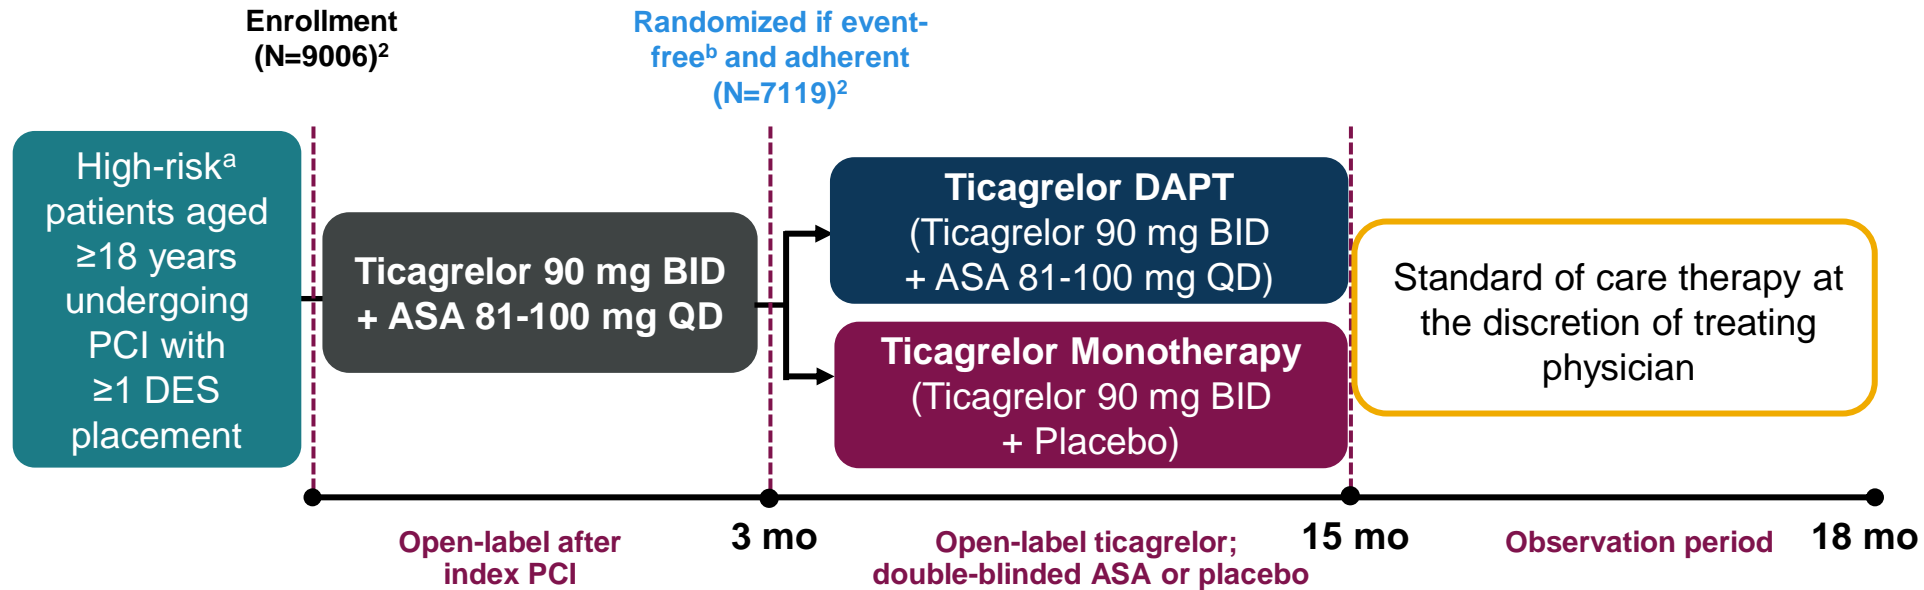 Enrollment
(N=9006)²
Randomized if event-
freeᵇ and adherent
(N=7119)²
High-riskᵃ
patients aged
≥18 years
undergoing
PCI with
≥1 DES
placement
Ticagrelor 90 mg BID
+ ASA 81-100 mg QD
Ticagrelor DAPT
(Ticagrelor 90 mg BID
+ ASA 81-100 mg QD)
Ticagrelor Monotherapy
(Ticagrelor 90 mg BID
+ Placebo)
Standard of care therapy at
the discretion of treating
physician
Open-label after
index PCI
3 mo
Open-label ticagrelor;
double-blinded ASA or placebo
15 mo
Observation period
18 mo